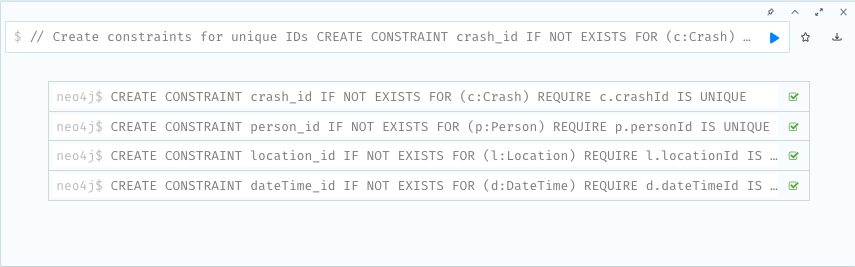 $ // Create constraints for unique IDs CREATE CONSTRAINT crash_id IF NOT EXISTS FOR (c:Crash) …
neo4j$ CREATE CONSTRAINT crash_id IF NOT EXISTS FOR (c:Crash) REQUIRE c.crashId IS UNIQUE
neo4j$ CREATE CONSTRAINT person_id IF NOT EXISTS FOR (p:Person) REQUIRE p.personId IS UNIQUE
neo4j$ CREATE CONSTRAINT location_id IF NOT EXISTS FOR (l:Location) REQUIRE l.locationId IS …
neo4j$ CREATE CONSTRAINT dateTime_id IF NOT EXISTS FOR (d:DateTime) REQUIRE d.dateTimeId IS …